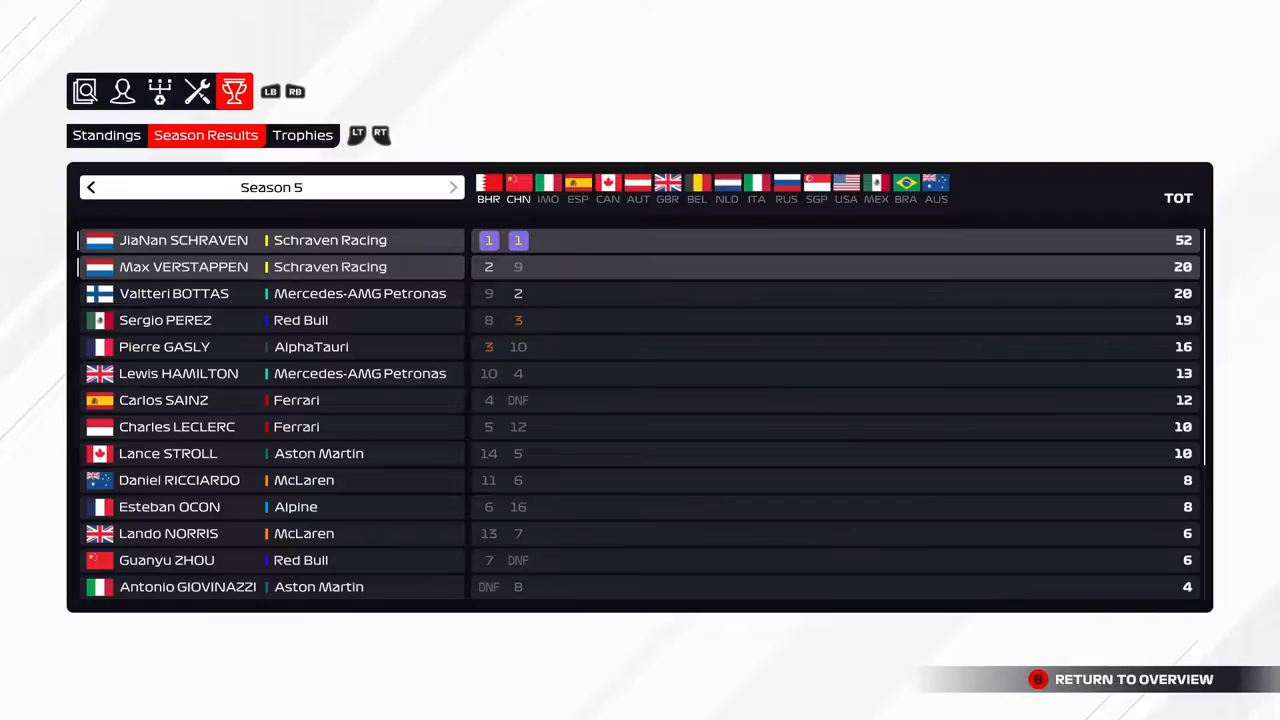 LB RB
Standings Season Results Trophies LT RT
Season 5
BHR CHN IMO ESP CAN AUT GBR BEL NLD ITA RUS SGP USA MEX BRA AUS TOT
JiaNan SCHRAVEN Schraven Racing 1 1 52
Max VERSTAPPEN Schraven Racing 2 9 20
Valtteri BOTTAS Mercedes-AMG Petronas 9 2 20
Sergio PEREZ Red Bull 8 3 19
Pierre GASLY AlphaTauri 3 10 16
Lewis HAMILTON Mercedes-AMG Petronas 10 4 13
Carlos SAINZ Ferrari 4 DNF 12
Charles LECLERC Ferrari 5 12 10
Lance STROLL Aston Martin 14 5 10
Daniel RICCIARDO McLaren 11 6 8
Esteban OCON Alpine 6 16 8
Lando NORRIS McLaren 13 7 6
Guanyu ZHOU Red Bull 7 DNF 6
Antonio GIOVINAZZI Aston Martin DNF 8 4
B RETURN TO OVERVIEW